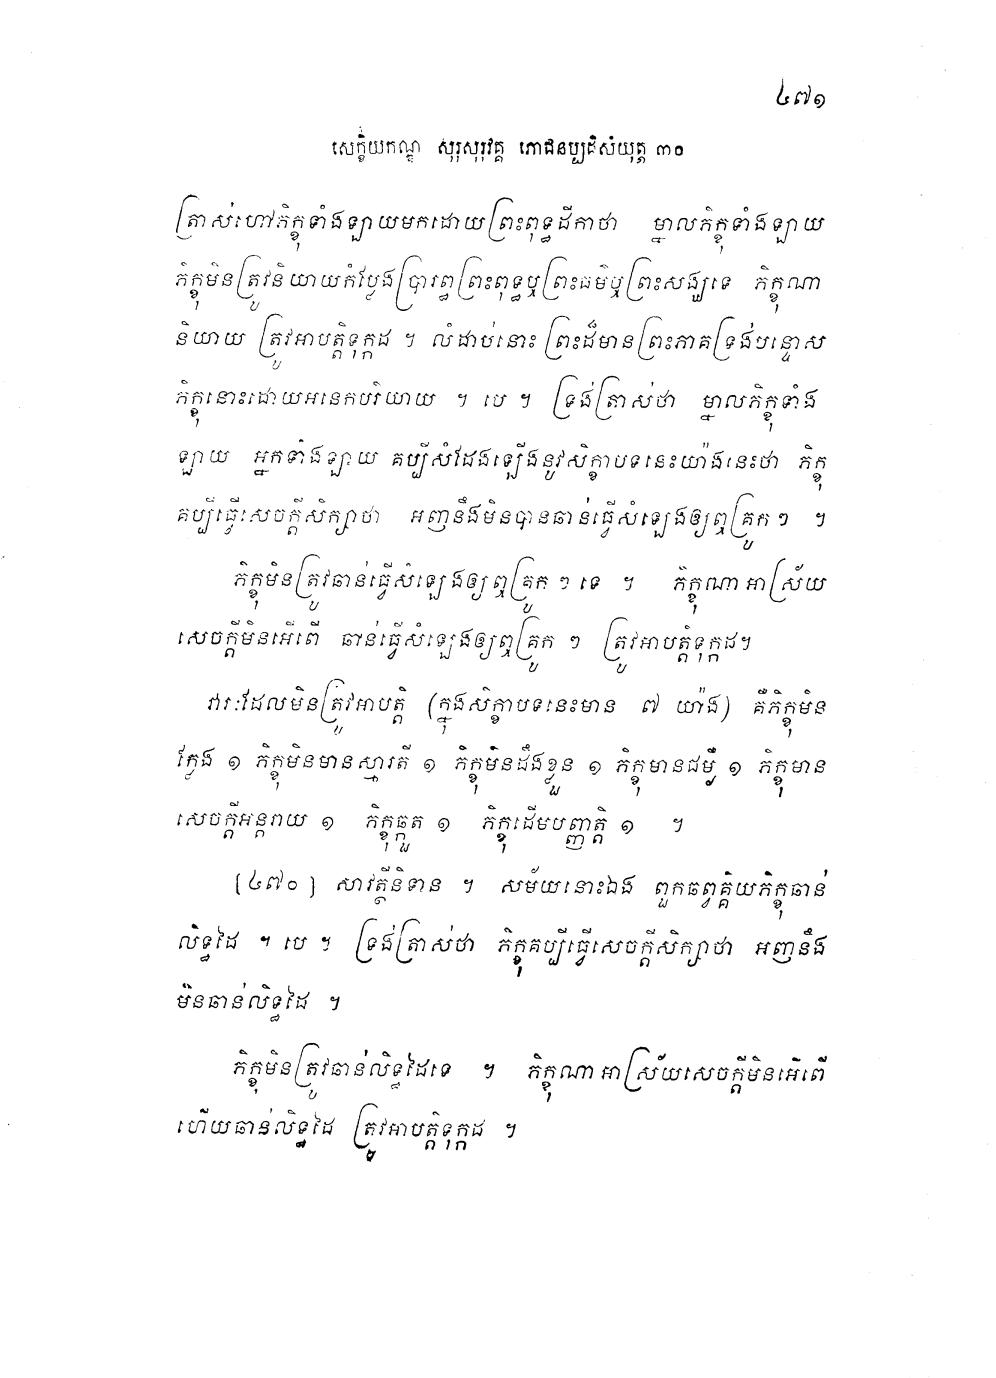 ៤៧១
សេក្ខិយកណ្ឌ សុរុសុរុវគ្គ ភោជនប្បដិសំយុត្ត ៣០
ត្រាស់ហៅភិក្ខុទាំងឡាយមកដោយព្រះពុទ្ធដីកាថា ម្នាលភិក្ខុទាំងឡាយ
ភិក្ខុមិនត្រូវនិយាយកំប្លែងប្រារព្ធព្រះពុទ្ធឬព្រះធម៌ឬព្រះសង្ឃទេ ភិក្ខុណា
និយាយ ត្រូវអាបត្តិទុក្កដ ។ លំដាប់នោះ ព្រះដ៏មានព្រះភាគទ្រង់បន្ទោស
ភិក្ខុនោះដោយអនេកបរិយាយ ។ បេ ។ ទ្រង់ត្រាស់ថា ម្នាលភិក្ខុទាំង
ឡាយ អ្នកទាំងឡាយ គប្បីសំដែងឡើងនូវសិក្ខាបទនេះយ៉ាងនេះថា ភិក្ខុ
គប្បីធ្វើសេចក្តីសិក្សាថា អញនឹងមិនបានឆាន់ធ្វើសំឡេងឲ្យឮគ្រូកៗ ។
ភិក្ខុមិនត្រូវឆាន់ធ្វើសំឡេងឲ្យឮគ្រូក ៗ ទេ ។ ភិក្ខុណា អាស្រ័យ
សេចក្តីមិនអើពើ ឆាន់ធ្វើសំឡេងឲ្យឮគ្រូក ៗ ត្រូវអាបត្តិទុក្កដ។
វារៈដែលមិនត្រូវអាបត្តិ (ក្នុងសិក្ខាបទនេះមាន ៧ យ៉ាង) គឺភិក្ខុមិន
ក្លែង ១ ភិក្ខុមិនមានស្មារតី ១ ភិក្ខុមិនដឹងខ្លួន ១ ភិក្ខុមានជម្ងឺ ១ ភិក្ខុមាន
សេចក្តីអន្តរាយ ១ ភិក្ខុឆ្កួត ១ ភិក្ខុដើមបញ្ញត្តិ ១ ។
(៤៧០) សាវត្ថីនិទាន ។ សម័យនោះឯង ពួកឆព្វគ្គិយភិក្ខុឆាន់
លិទ្ធដៃ ។ បេ ។ ទ្រង់ត្រាស់ថា ភិក្ខុគប្បីធ្វើសេចក្តីសិក្សាថា អញនឹង
មិនឆាន់លិទ្ធដៃ ។
ភិក្ខុមិនត្រូវឆាន់លិទ្ធដៃទេ ។ ភិក្ខុណា អាស្រ័យសេចក្តីមិនអើពើ
ហើយឆាន់លិទ្ធដៃ ត្រូវអាបត្តិទុក្កដ ។